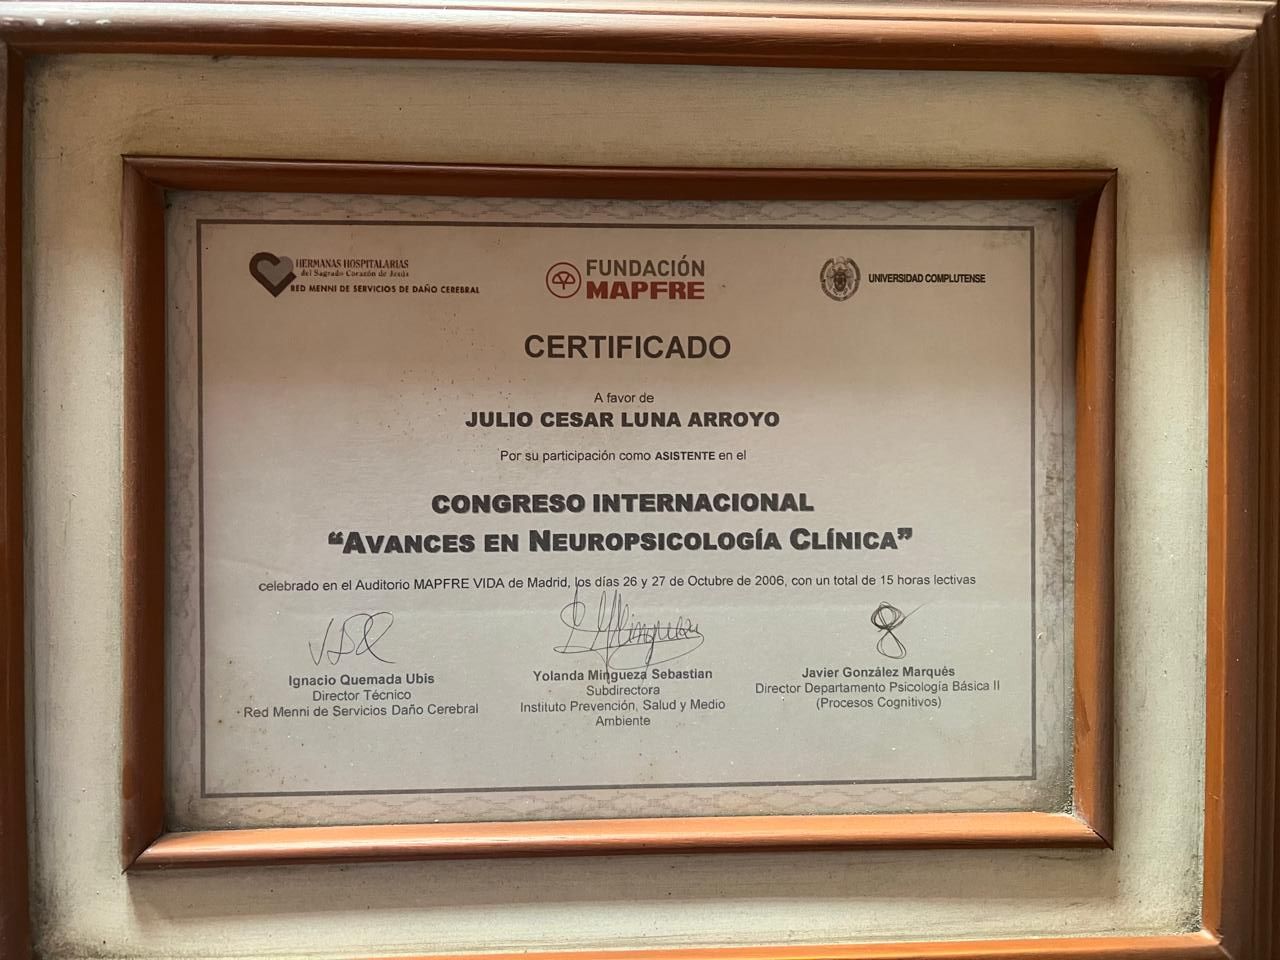 HERMANAS HOSPITALARIAS
del Sagrado Corazón de Jesús
RED MENNI DE SERVICIOS DE DAÑO CEREBRAL
FUNDACIÓN
MAPFRE
UNIVERSIDAD COMPLUTENSE
CERTIFICADO
A favor de
JULIO CESAR LUNA ARROYO
Por su participación como ASISTENTE en el
CONGRESO INTERNACIONAL
“AVANCES EN NEUROPSICOLOGÍA CLÍNICA”
celebrado en el Auditorio MAPFRE VIDA de Madrid, los días 26 y 27 de Octubre de 2006, con un total de 15 horas lectivas
Ignacio Quemada Ubis
Director Técnico
Red Menni de Servicios Daño Cerebral
Yolanda Mingueza Sebastian
Subdirectora
Instituto Prevención, Salud y Medio
Ambiente
Javier González Marqués
Director Departamento Psicología Básica II
(Procesos Cognitivos)